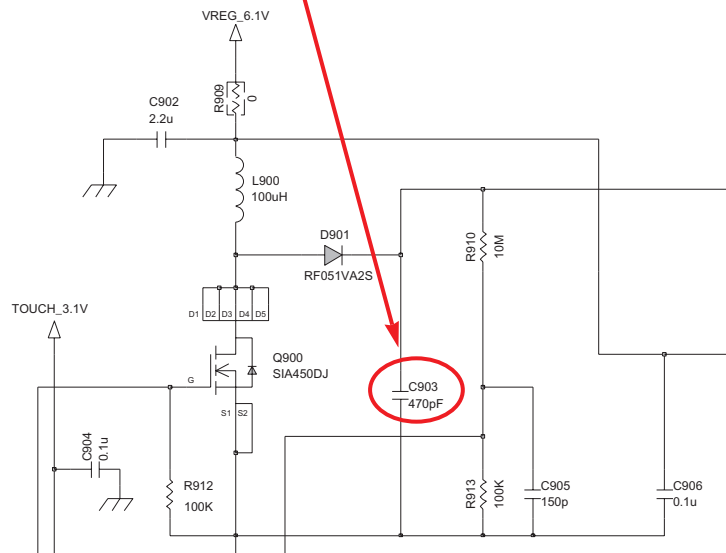 VREG_6.1V
R909
0
C902
2.2u
L900
100uH
D901
RF051VA2S
R910
10M
D1 D2 D3 D4 D5
TOUCH_3.1V
Q900
SIA450DJ
G
S1 S2
C903
470pF
C904
0.1u
R912
100K
R913
100K
C905
150p
C906
0.1u